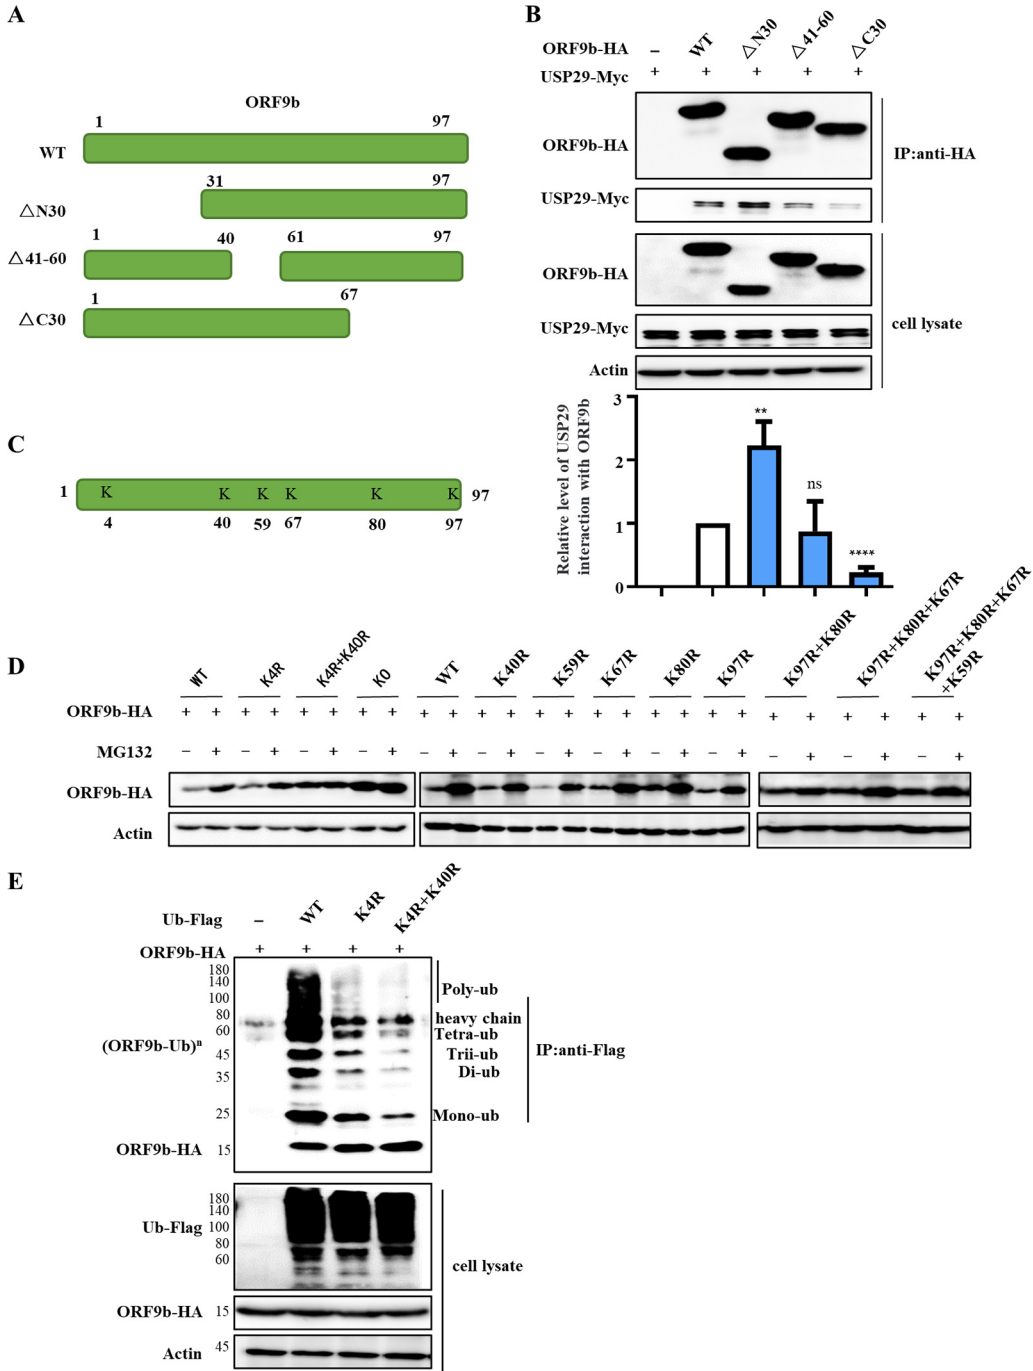 A
ORF9b
1 97
WT
31 97
△N30
1 40 61 97
△41-60
1 67
△C30
B
ORF9b-HA – WT △N30 △41-60 △C30
USP29-Myc + + + + +
ORF9b-HA
USP29-Myc
IP:anti-HA
ORF9b-HA
USP29-Myc
Actin
cell lysate
Relative level of USP29
interaction with ORF9b
3
2
1
0
**
ns
****
C
1 K K K K K K 97
4 40 59 67 80 97
D
WT K4R K4R+K40R KO WT K40R K59R K67R K80R K97R K97R+K80R K97R+K80R+K67R K97R+K80R+K67R
+K59R
ORF9b-HA + + + + + + + + + + + + + + + + + + + + + + + + + +
MG132 – + – + – + – + – + – + – + – + – + – + – + – + – +
ORF9b-HA
Actin
E
Ub-Flag – WT K4R K4R+K40R
ORF9b-HA + + + +
180
140
100
80
60
45
35
25
15
(ORF9b-Ub)ⁿ
ORF9b-HA
Poly-ub
heavy chain
Tetra-ub
Trii-ub
Di-ub
Mono-ub
IP:anti-Flag
Ub-Flag
180
140
100
80
60
ORF9b-HA 15
Actin 45
cell lysate